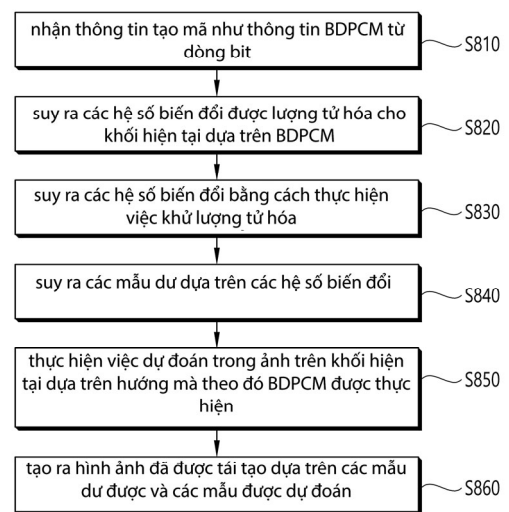 nhận thông tin tạo mã như thông tin BDPCM từ
dòng bit
S810
suy ra các hệ số biến đổi được lượng tử hóa cho
khối hiện tại dựa trên BDPCM
S820
suy ra các hệ số biến đổi bằng cách thực hiện
việc khử lượng tử hóa
S830
suy ra các mẫu dư dựa trên các hệ số biến đổi
S840
thực hiện việc dự đoán trong ảnh trên khối hiện
tại dựa trên hướng mà theo đó BDPCM được thực
hiện
S850
tạo ra hình ảnh đã được tái tạo dựa trên các mẫu
dư được và các mẫu được dự đoán
S860